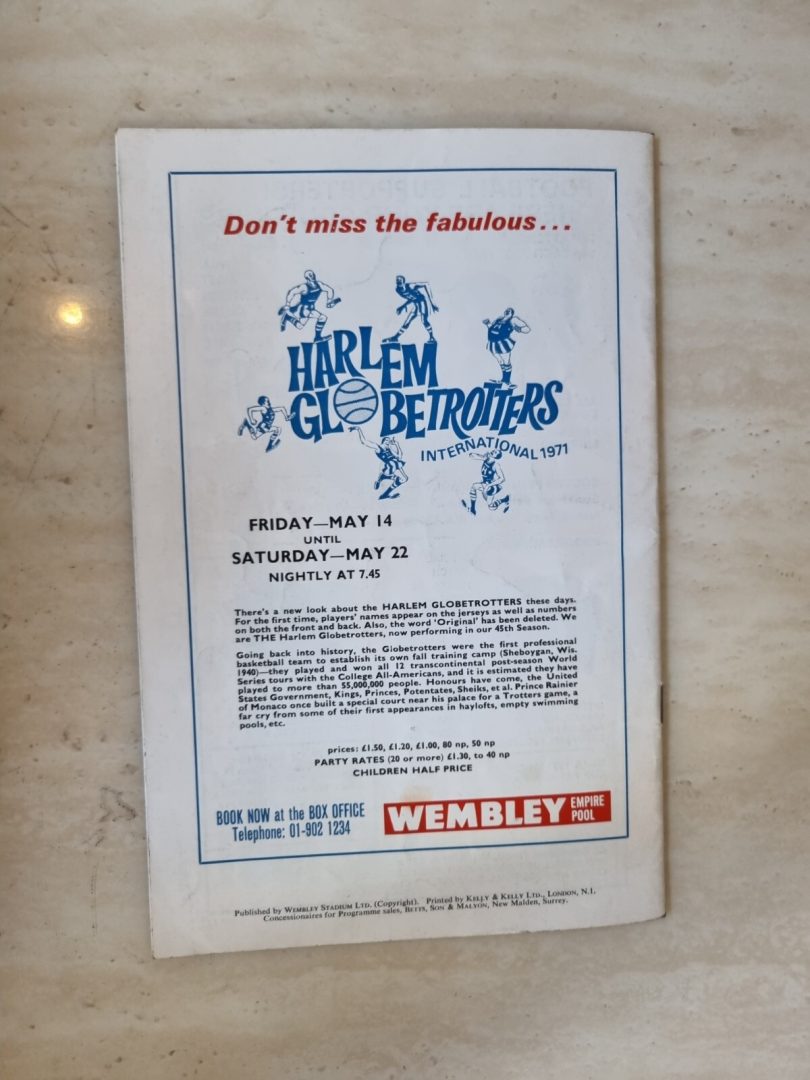 Don't miss the fabulous...
HARLEM
GLOBETROTTERS
INTERNATIONAL 1971
FRIDAY—MAY 14
UNTIL
SATURDAY—MAY 22
NIGHTLY AT 7.45
There's a new look about the HARLEM GLOBETROTTERS these days.
For the first time, players' names appear on the jerseys as well as numbers
on both the front and back. Also, the word 'Original' has been deleted. We
are THE Harlem Globetrotters, now performing in our 45th Season.
Going back into history, the Globetrotters were the first professional
basketball team to establish its own fall training camp (Sheboygan, Wis.
1940)—they played and won all 12 transcontinental post-season World
Series tours with the College All-Americans, and it is estimated they have
played to more than 55,000,000 people. Honours have come, the United
States Government, Kings, Princes, Potentates, Sheiks, et al. Prince Rainier
of Monaco once built a special court near his palace for a Trotters game, a
far cry from some of their first appearances in haylofts, empty swimming
pools, etc.
prices: £1.50, £1.20, £1.00, 80 np, 50 np
PARTY RATES (20 or more) £1.30, to 40 np
CHILDREN HALF PRICE
BOOK NOW at the BOX OFFICE
Telephone: 01-902 1234
WEMBLEY EMPIRE
POOL
Published by WEMBLEY STADIUM LTD. (Copyright). Printed by KELLY & KELLY LTD., LONDON, N.1.
Concessionaires for Programme sales, BETTS, SON & MALYON, New Malden, Surrey.